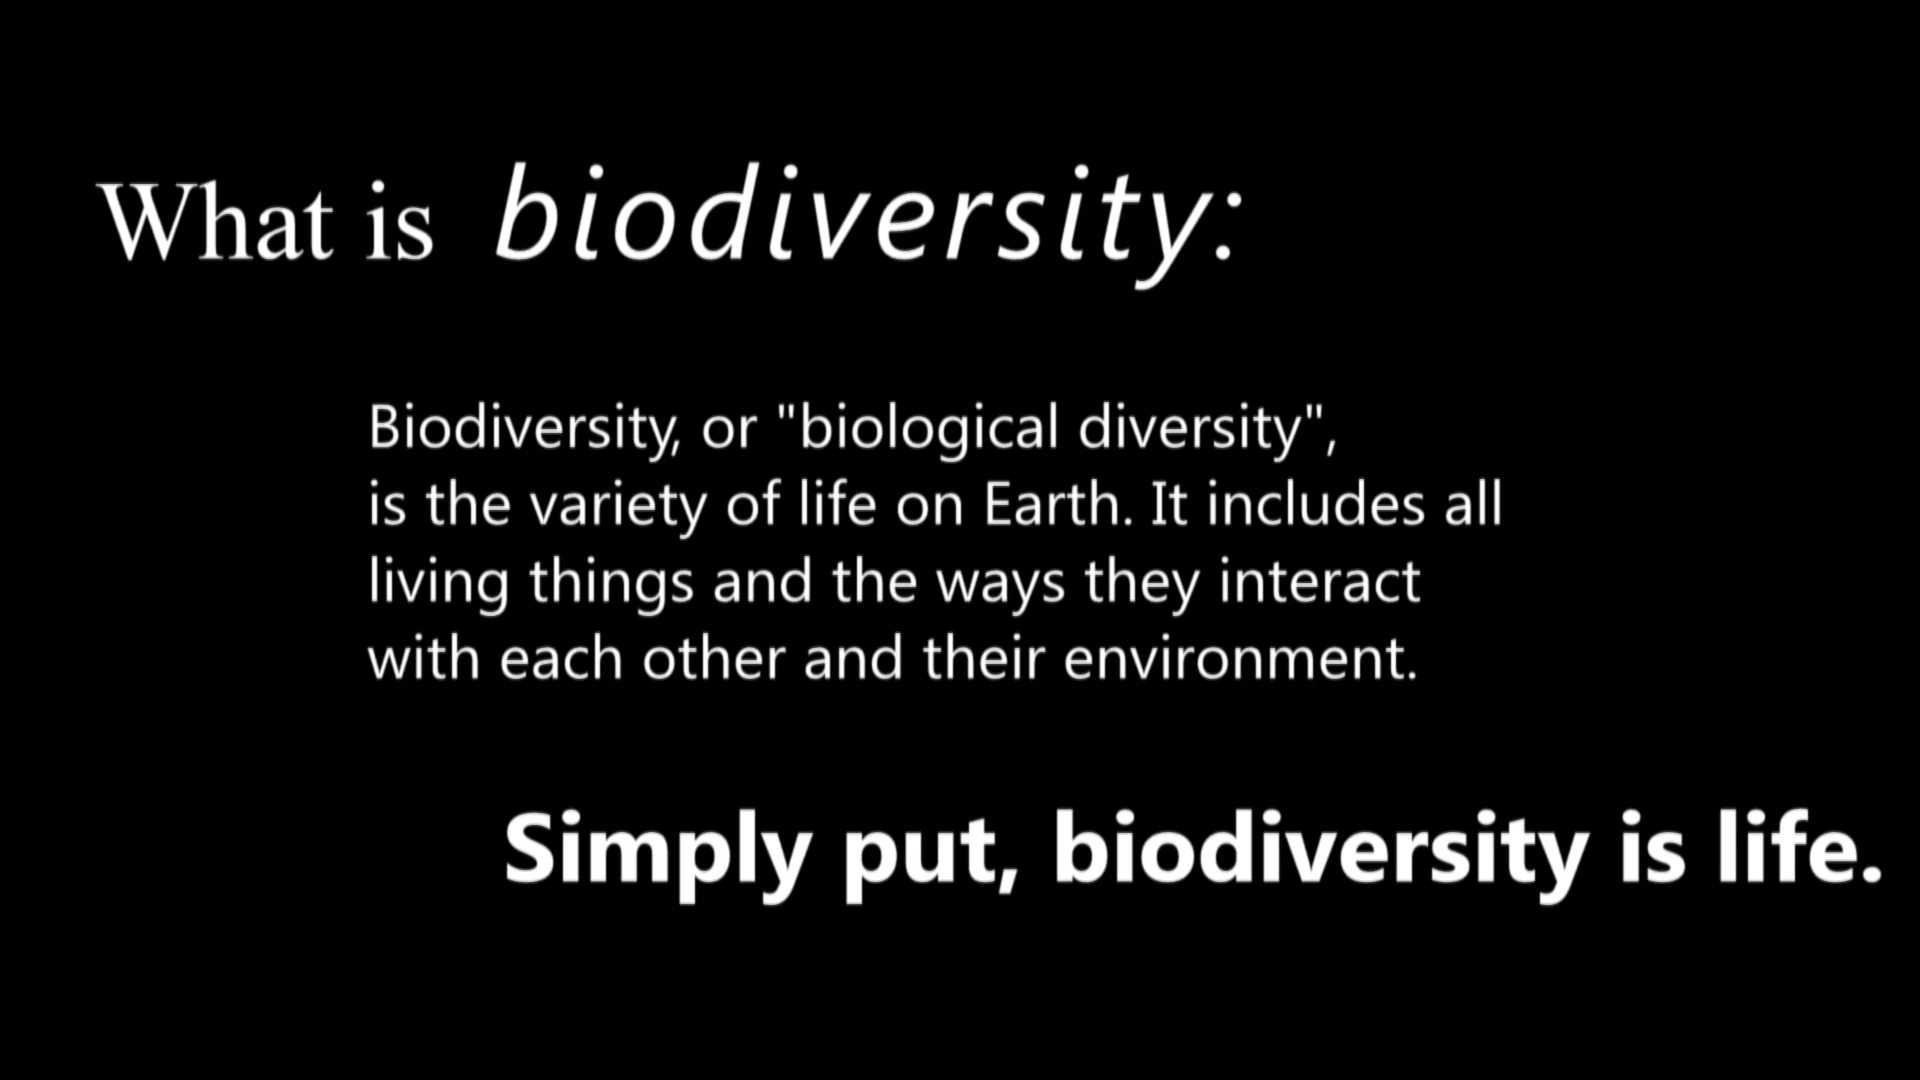 What is biodiversity:
Biodiversity, or "biological diversity",
is the variety of life on Earth. It includes all
living things and the ways they interact
with each other and their environment.
Simply put, biodiversity is life.